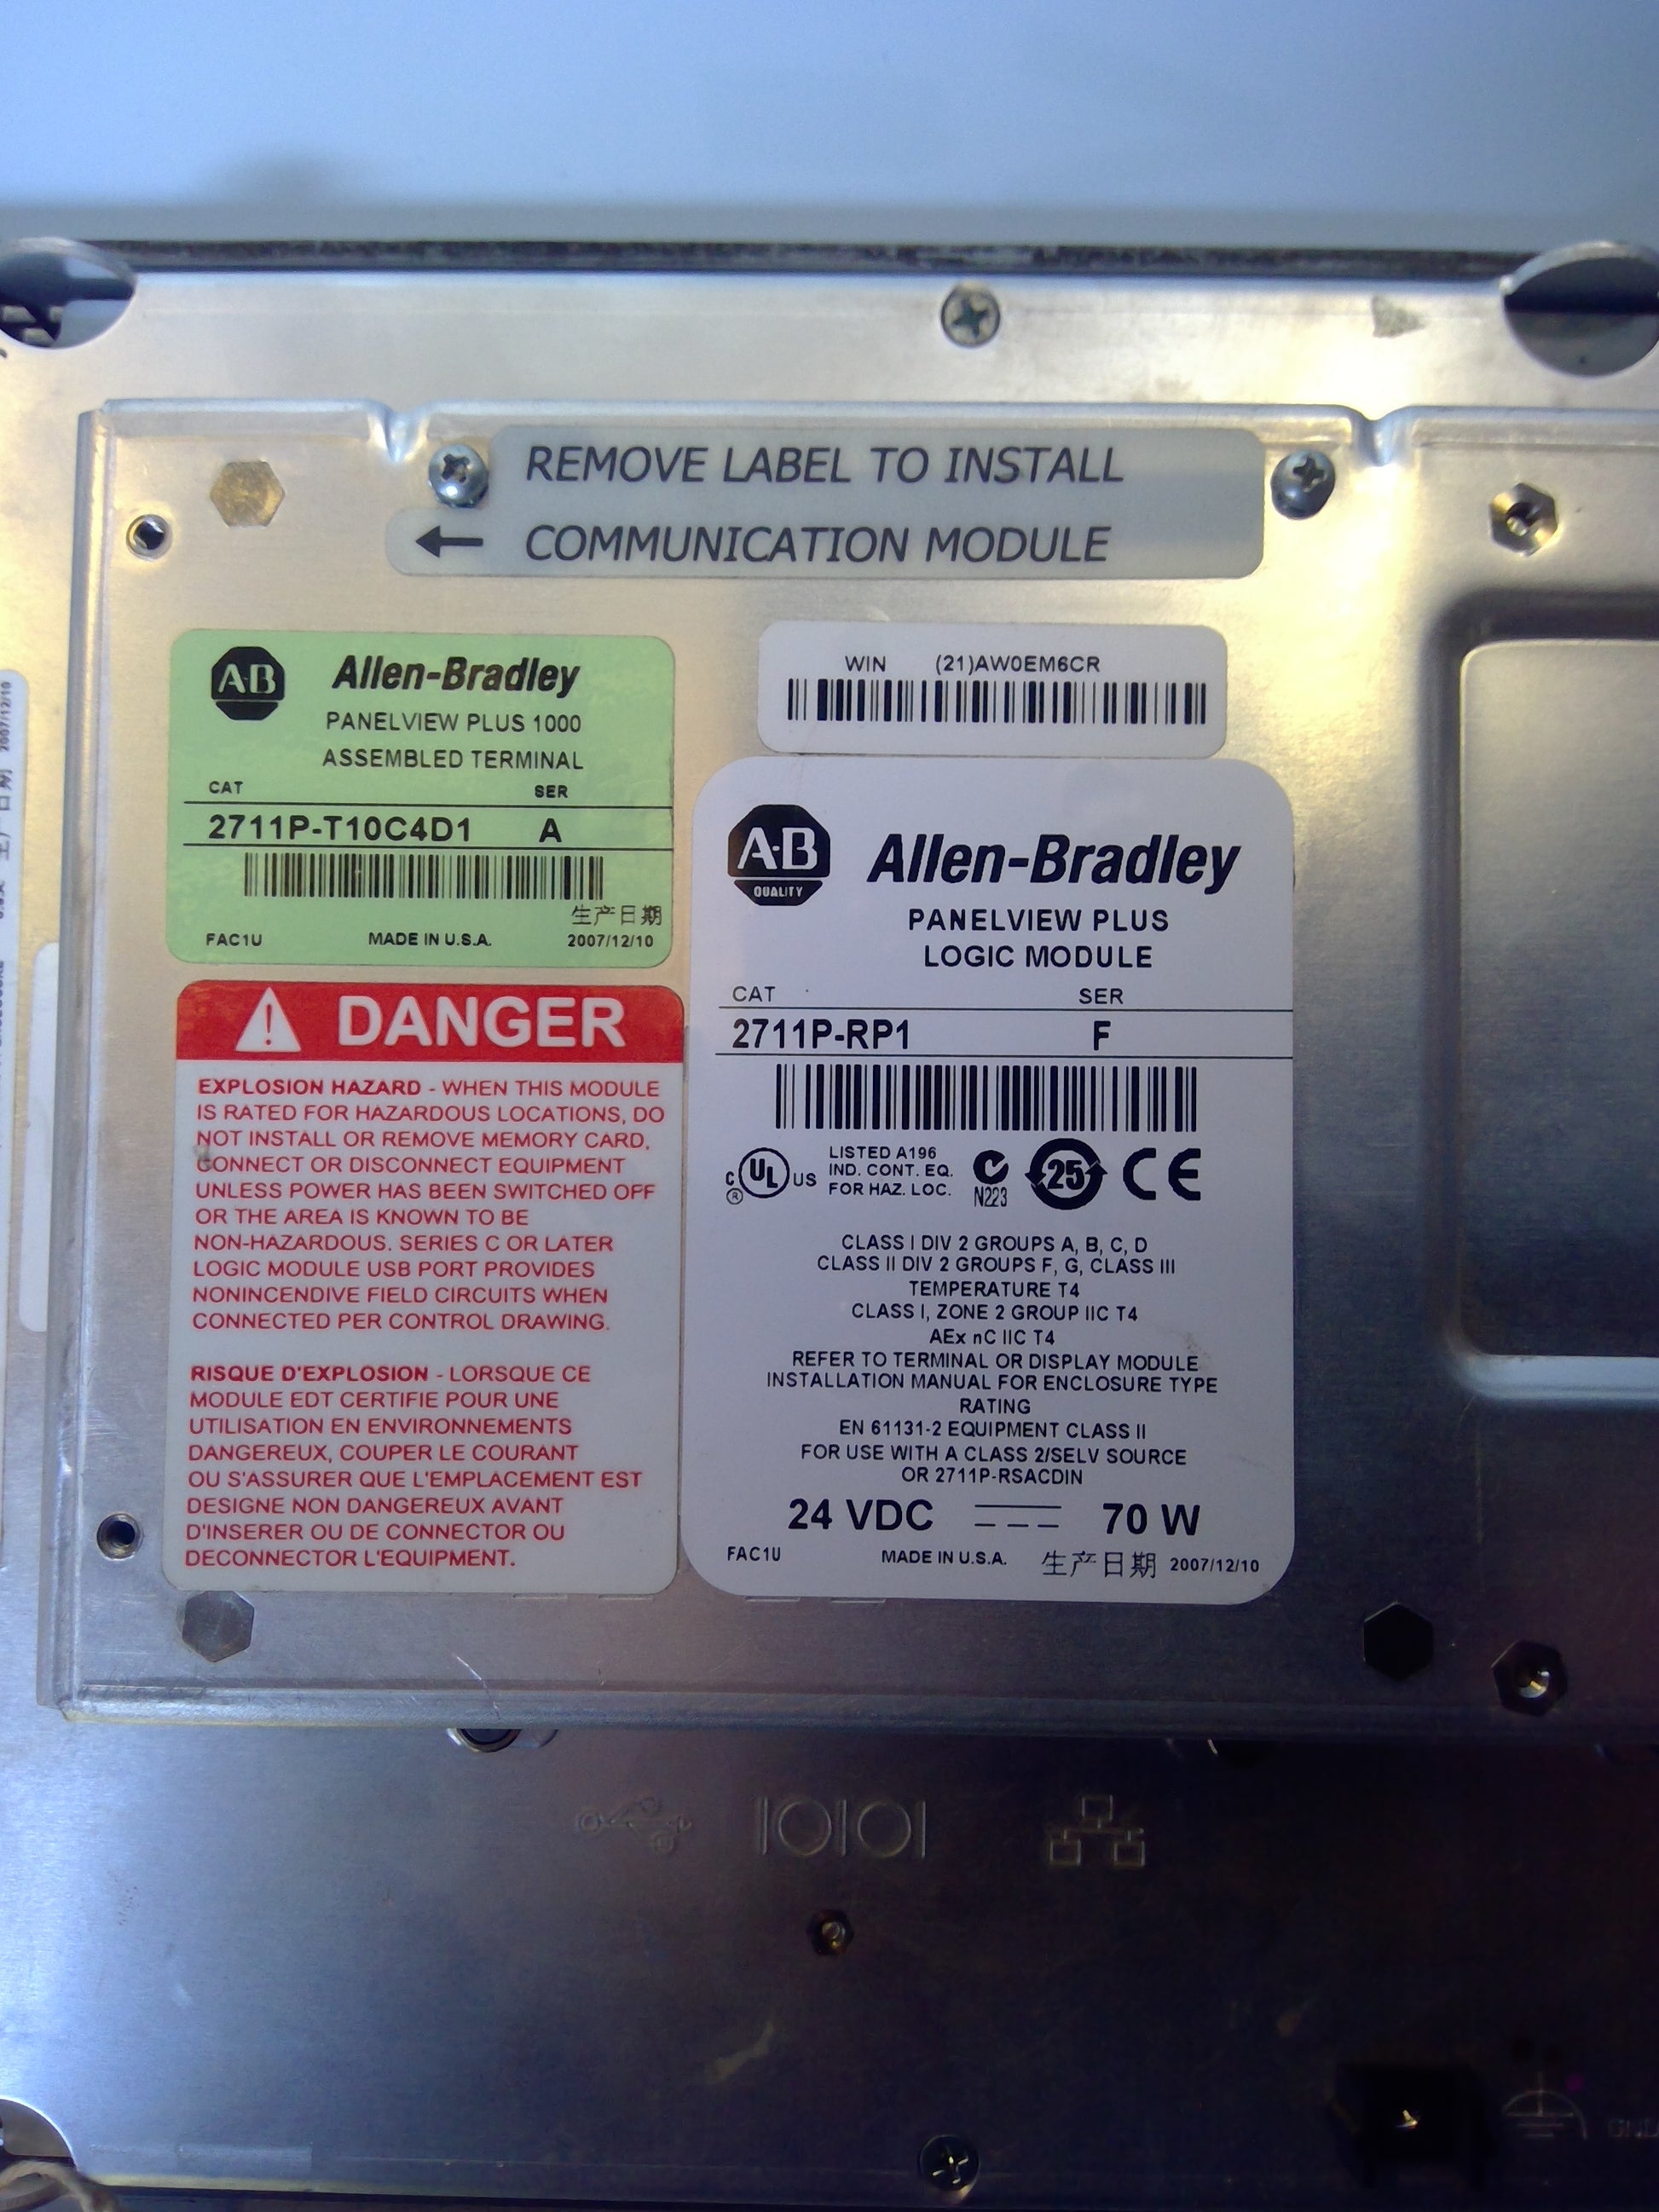 REMOVE LABEL TO INSTALL
← COMMUNICATION MODULE
A-B
Allen-Bradley
PANELVIEW PLUS 1000
ASSEMBLED TERMINAL
CAT SER
2711P-T10C4D1 A
生产日期
FAC1U MADE IN U.S.A. 2007/12/10
DANGER
EXPLOSION HAZARD - WHEN THIS MODULE
IS RATED FOR HAZARDOUS LOCATIONS, DO
NOT INSTALL OR REMOVE MEMORY CARD,
CONNECT OR DISCONNECT EQUIPMENT
UNLESS POWER HAS BEEN SWITCHED OFF
OR THE AREA IS KNOWN TO BE
NON-HAZARDOUS. SERIES C OR LATER
LOGIC MODULE USB PORT PROVIDES
NONINCENDIVE FIELD CIRCUITS WHEN
CONNECTED PER CONTROL DRAWING.
RISQUE D'EXPLOSION - LORSQUE CE
MODULE EDT CERTIFIE POUR UNE
UTILISATION EN ENVIRONNEMENTS
DANGEREUX, COUPER LE COURANT
OU S'ASSURER QUE L'EMPLACEMENT EST
DESIGNE NON DANGEREUX AVANT
D'INSERER OU DE CONNECTOR OU
DECONNECTOR L'EQUIPMENT.
WIN (21)AW0EM6CR
A·B
QUALITY
Allen-Bradley
PANELVIEW PLUS
LOGIC MODULE
CAT SER
2711P-RP1 F
C UL US ®
LISTED A196
IND. CONT. EQ.
FOR HAZ. LOC.
N223
25
CE
CLASS I DIV 2 GROUPS A, B, C, D
CLASS II DIV 2 GROUPS F, G, CLASS III
TEMPERATURE T4
CLASS I, ZONE 2 GROUP IIC T4
AEx nC IIC T4
REFER TO TERMINAL OR DISPLAY MODULE
INSTALLATION MANUAL FOR ENCLOSURE TYPE
RATING
EN 61131-2 EQUIPMENT CLASS II
FOR USE WITH A CLASS 2/SELV SOURCE
OR 2711P-RSACDIN
24 VDC 70 W
FAC1U MADE IN U.S.A. 生产日期 2007/12/10
生产日期 2007/12/10
|O|O|
GND